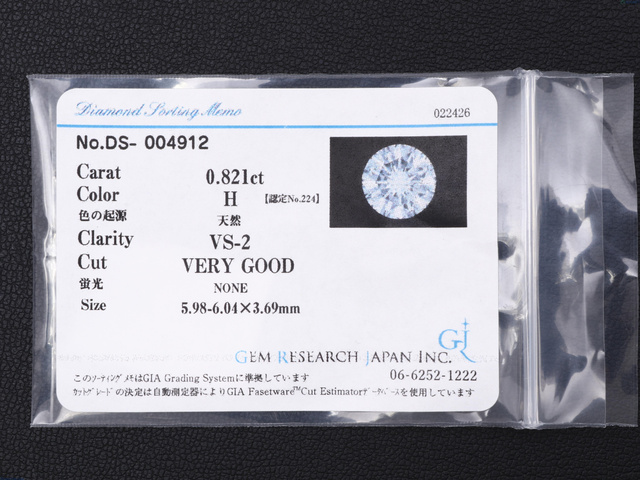 Diamond Sorting Memo
022426
No.DS- 004912
Carat 0.821ct
Color H 【認定No.224】
色の起源 天然
Clarity VS-2
Cut VERY GOOD
蛍光 NONE
Size 5.98-6.04×3.69mm
GJ
GEM RESEARCH JAPAN INC.
06-6252-1222
このソーティングメモはGIA Grading Systemに準拠しています
カットグレードの決定は自動測定器によりGIA Fasetware™Cut Estimatorデータベースを使用しています